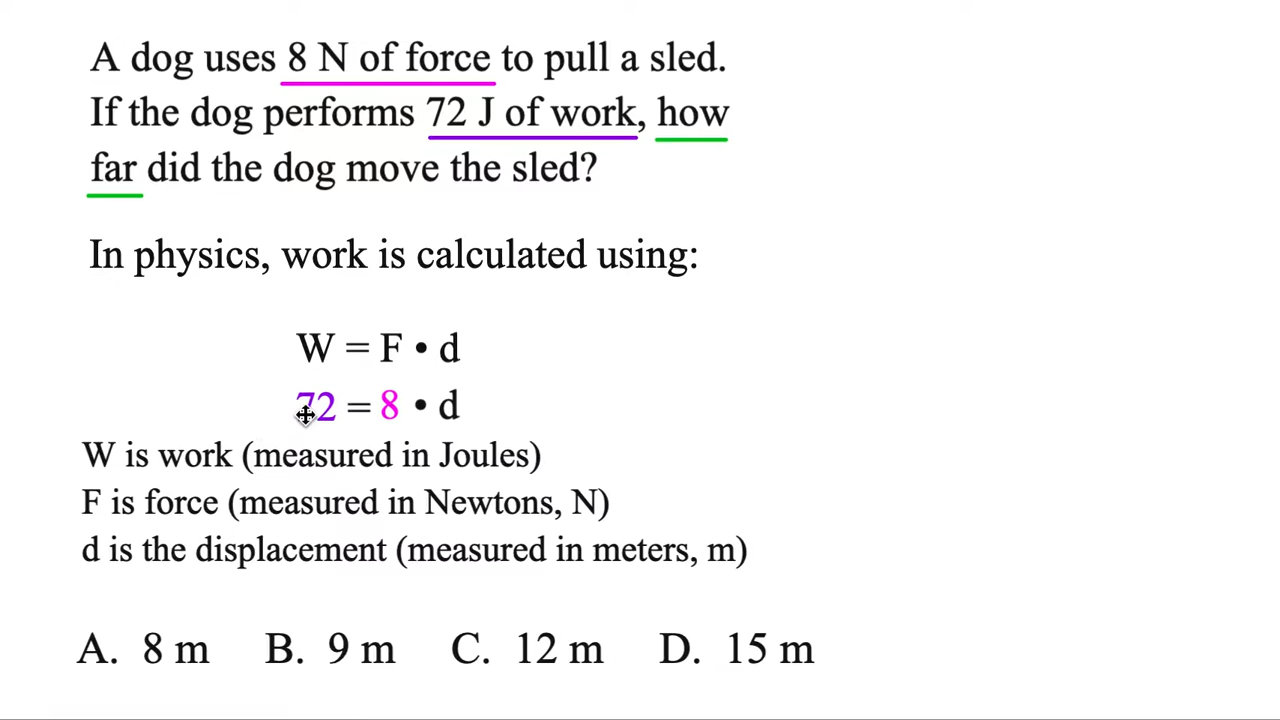 A dog uses 8 N of force to pull a sled.
If the dog performs 72 J of work, how
far did the dog move the sled?
In physics, work is calculated using:
W = F • d
72 = 8 • d
W is work (measured in Joules)
F is force (measured in Newtons, N)
d is the displacement (measured in meters, m)
A. 8 m B. 9 m C. 12 m D. 15 m